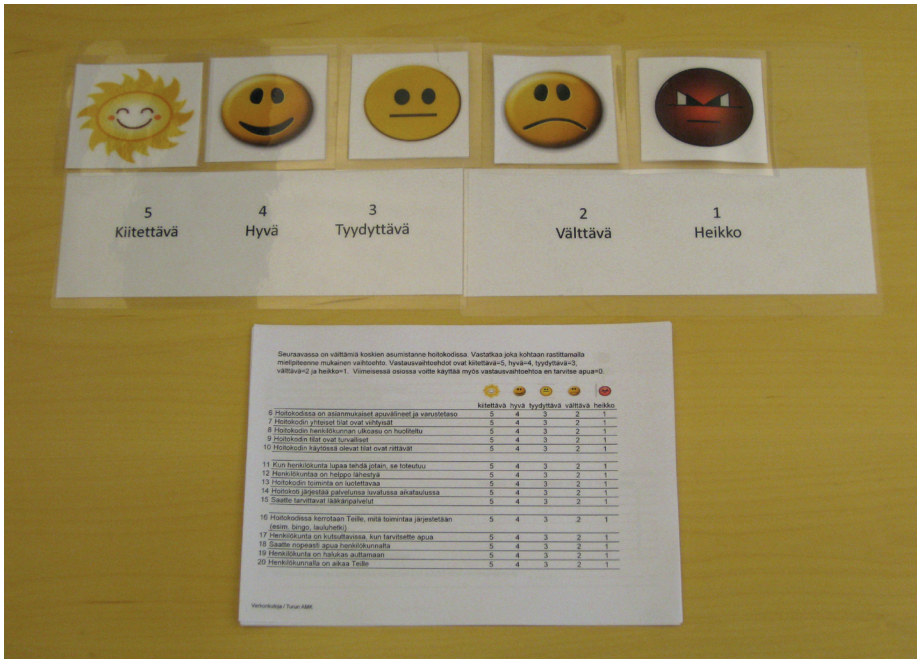 5 4 3 2 1
Kiitettävä Hyvä Tyydyttävä Välttävä Heikko
Seuraavassa on väittämiä koskien asumistanne hoitokodissa. Vastatkaa joka kohtaan rastittamalla
mielipiteenne mukainen vaihtoehto. Vastausvaihtoehdot ovat kiitettävä=5, hyvä=4, tyydyttävä=3,
välttävä=2 ja heikko=1. Viimeisessä osiossa voitte käyttää myös vastausvaihtoehtoa en tarvitse apua=0.
kiitettävä hyvä tyydyttävä välttävä heikko
6 Hoitokodissa on asianmukaiset apuvälineet ja varustetaso 5 4 3 2 1
7 Hoitokodin yhteiset tilat ovat viihtyisät 5 4 3 2 1
8 Hoitokodin henkilökunnan ulkoasu on huoliteltu 5 4 3 2 1
9 Hoitokodin tilat ovat turvalliset 5 4 3 2 1
10 Hoitokodin käytössä olevat tilat ovat riittävät 5 4 3 2 1
11 Kun henkilökunta lupaa tehdä jotain, se toteutuu 5 4 3 2 1
12 Henkilökuntaa on helppo lähestyä 5 4 3 2 1
13 Hoitokodin toiminta on luotettavaa 5 4 3 2 1
14 Hoitokoti järjestää palvelunsa luvatussa aikataulussa 5 4 3 2 1
15 Saatte tarvittavat lääkäripalvelut 5 4 3 2 1
16 Hoitokodissa kerrotaan Teille, mitä toimintaa järjestetään 5 4 3 2 1
(esim. bingo, lauluhetki)
17 Henkilökunta on kutsuttavissa, kun tarvitsette apua 5 4 3 2 1
18 Saatte nopeasti apua henkilökunnalta 5 4 3 2 1
19 Henkilökunta on halukas auttamaan 5 4 3 2 1
20 Henkilökunnalla on aikaa Teille 5 4 3 2 1
/ Turun AMK